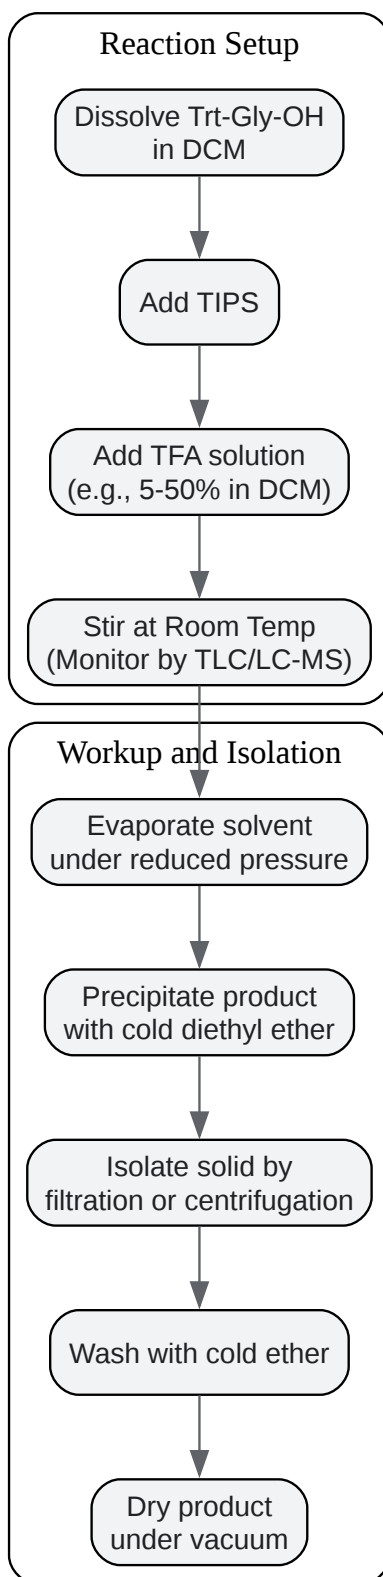 Reaction Setup
Dissolve Trt-Gly-OH
in DCM
Add TIPS
Add TFA solution
(e.g., 5-50% in DCM)
Stir at Room Temp
(Monitor by TLC/LC-MS)
Workup and Isolation
Evaporate solvent
under reduced pressure
Precipitate product
with cold diethyl ether
Isolate solid by
filtration or centrifugation
Wash with cold ether
Dry product
under vacuum